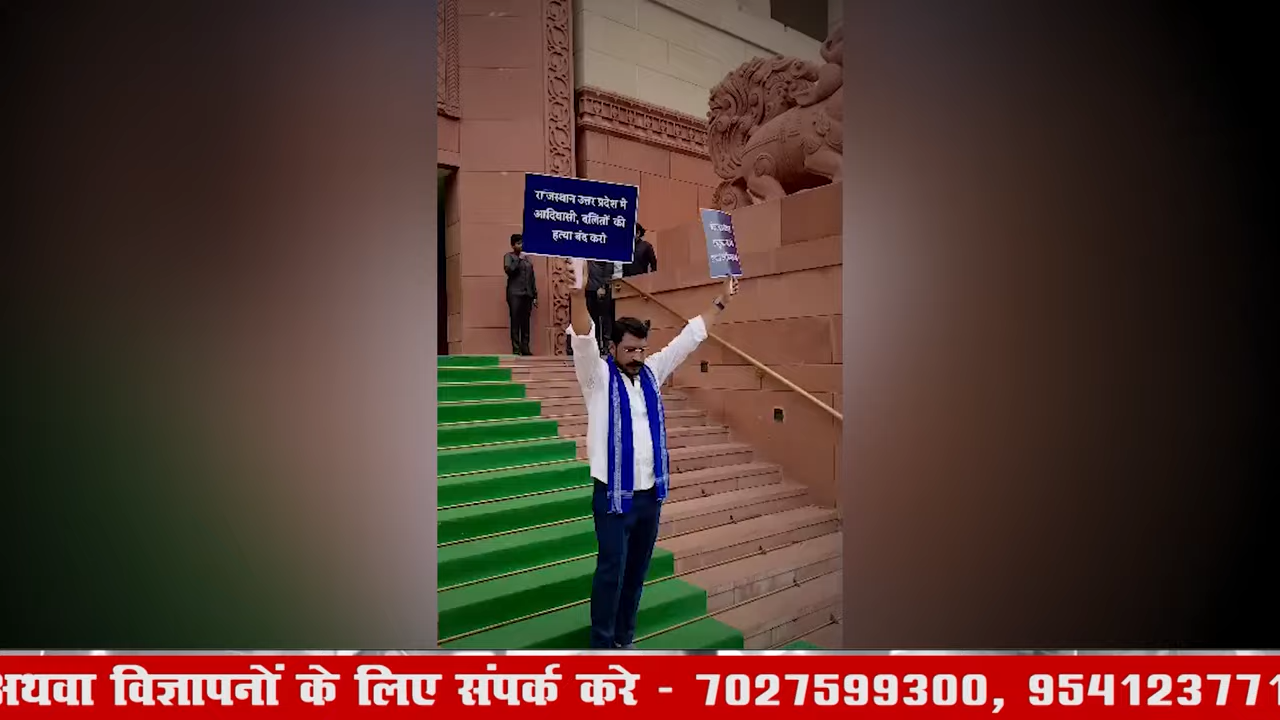 राजस्थान उत्तर प्रदेश मे
आदिवासी, दलितों की
हत्या बंद करो
अथवा विज्ञापनों के लिए संपर्क करे - 7027599300, 954123771